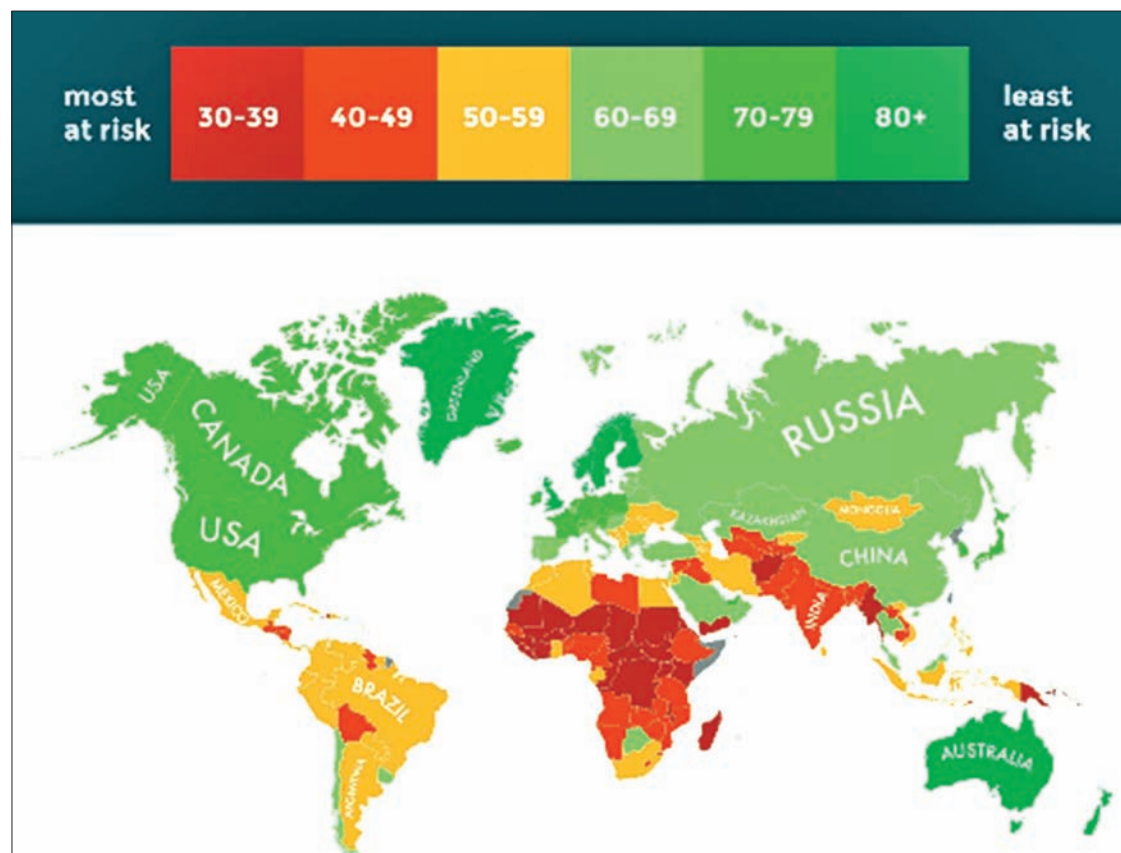 most
at risk
30-39
40-49
50-59
60-69
70-79
80+
least
at risk
USA
CANADA
USA
GREENLAND
RUSSIA
MONGOLIA
CHINA
INDIA
MEXICO
BRAZIL
ARGENTINA
AUSTRALIA